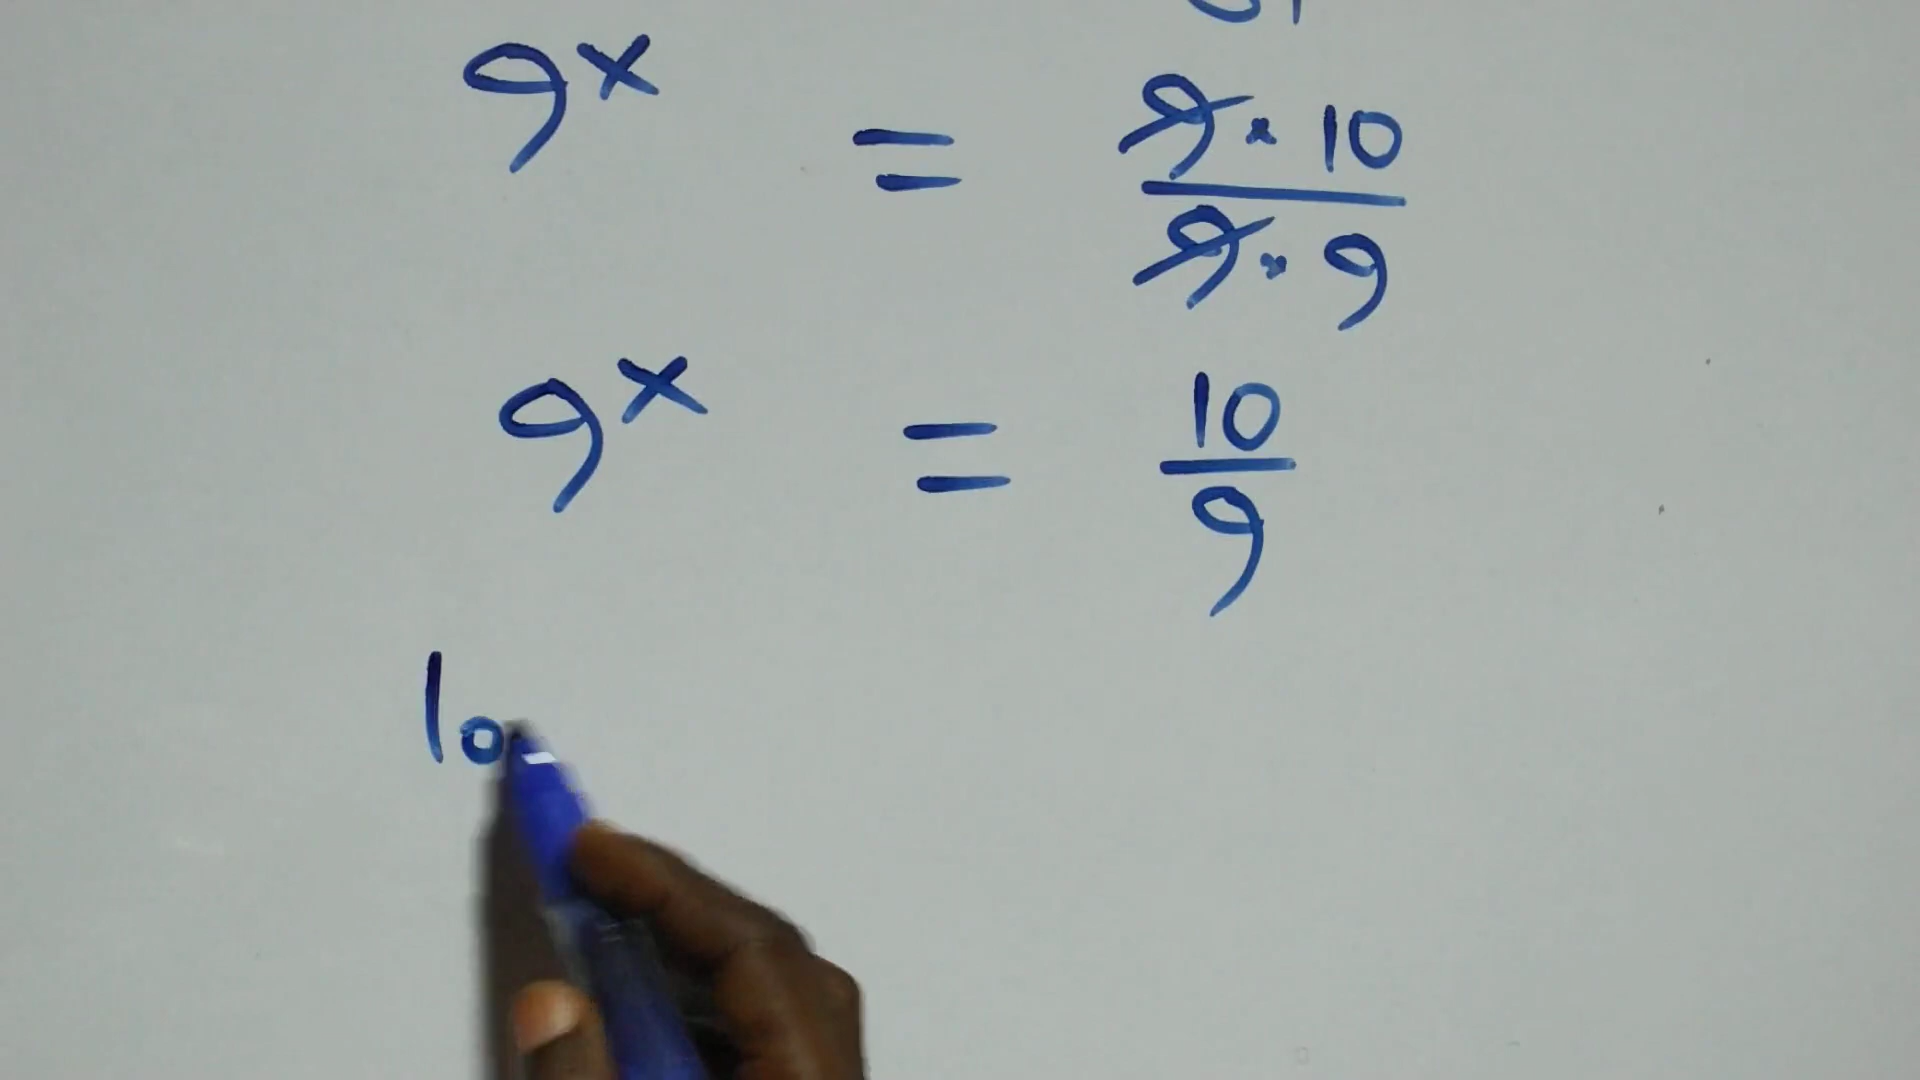 9^x = (9 × 10)/(9 × 9)
9^x = 10/9
lo